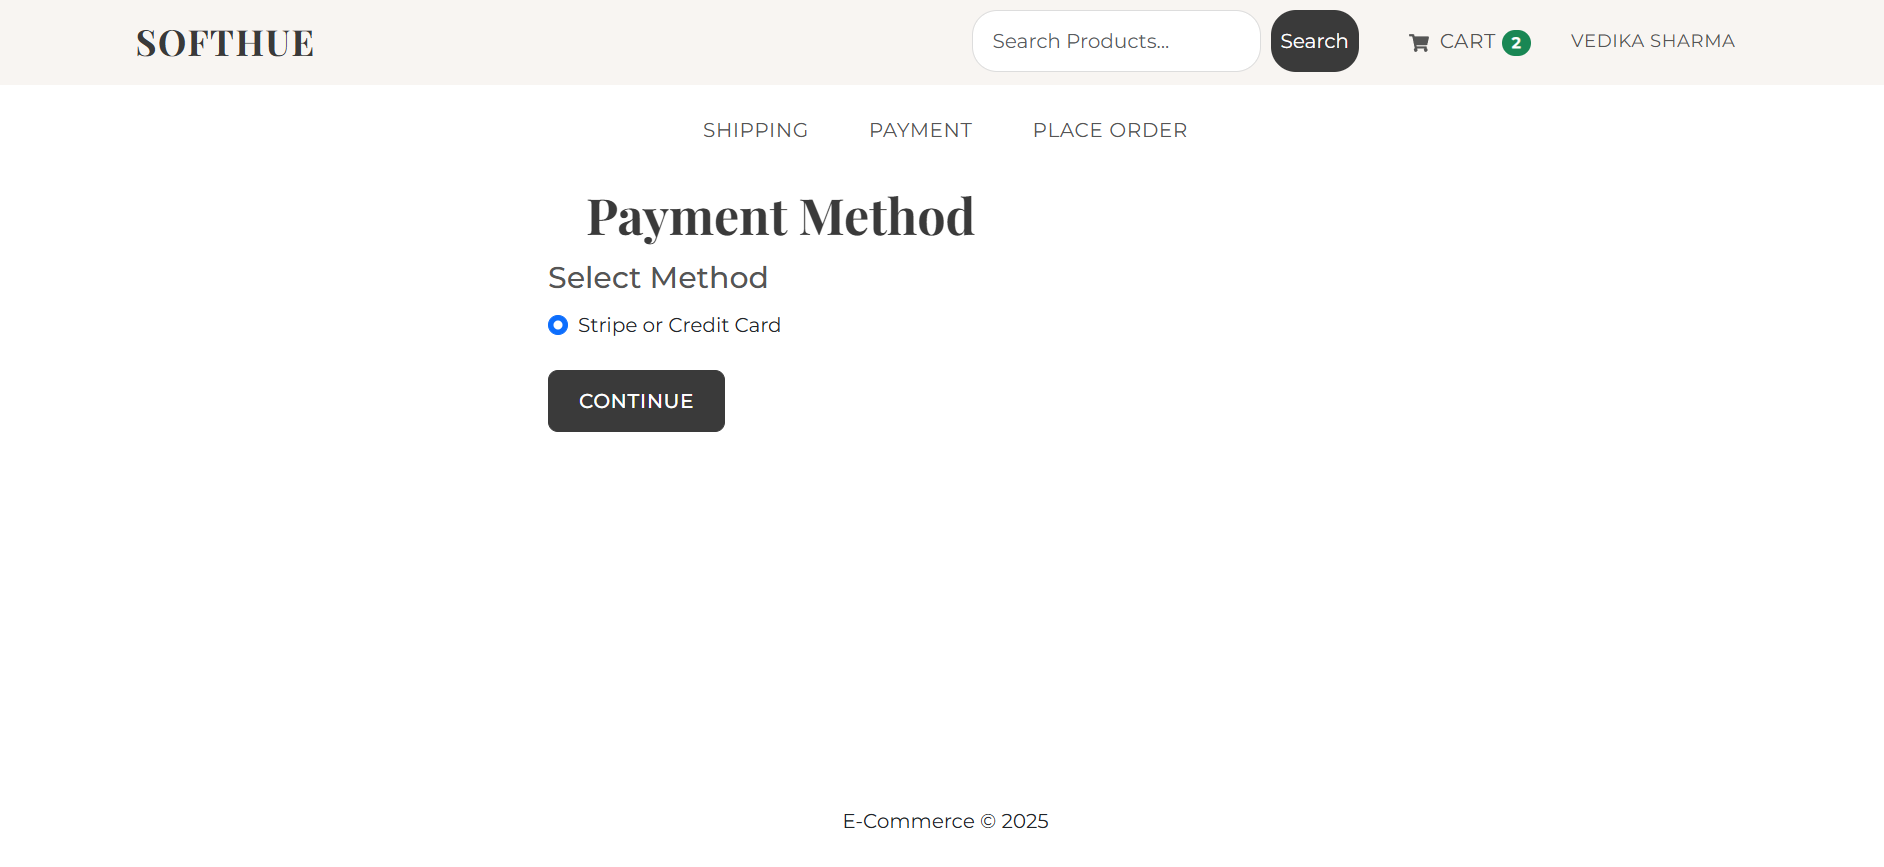 SOFTHUE
Search Products...
Search
CART 2
VEDIKA SHARMA
SHIPPING
PAYMENT
PLACE ORDER
Payment Method
Select Method
Stripe or Credit Card
CONTINUE
E-Commerce © 2025